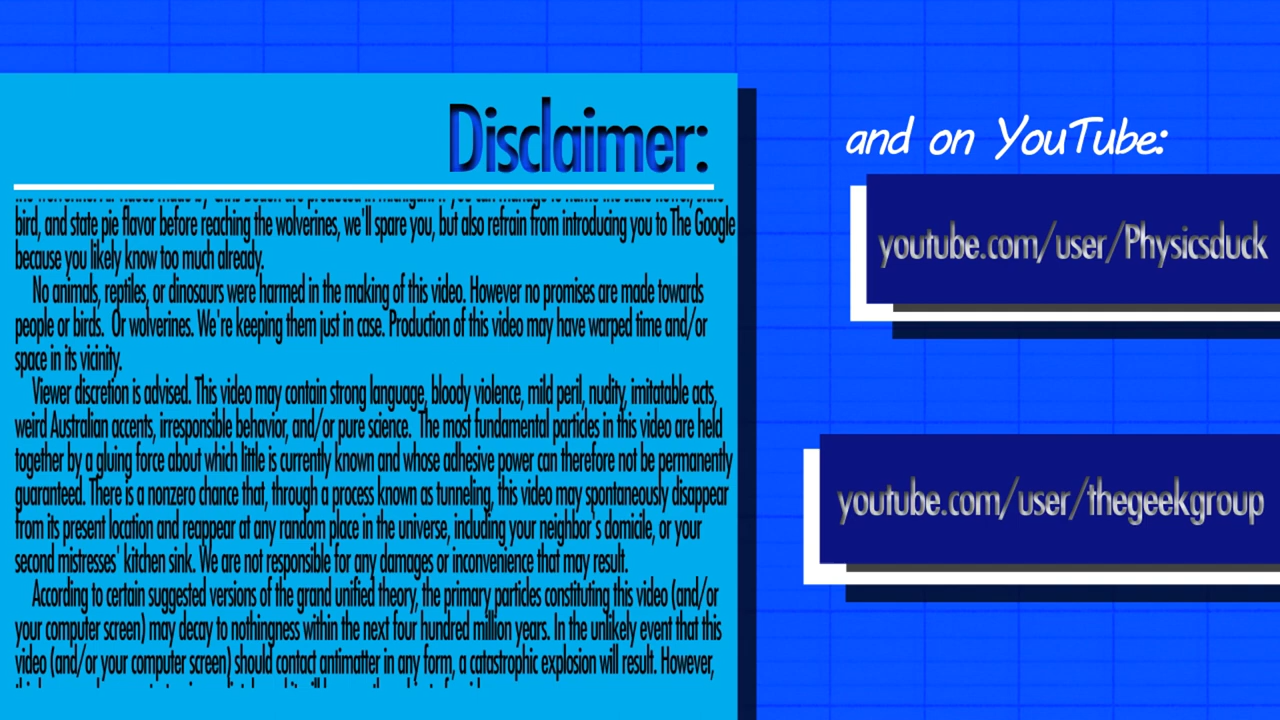 Disclaimer:
bird, and state pie flavor before reaching the wolverines, we'll spare you, but also refrain from introducing you to The Google
because you likely know too much already.
No animals, reptiles, or dinosaurs were harmed in the making of this video. However no promises are made towards
people or birds. Or wolverines. We're keeping them just in case. Production of this video may have warped time and/or
space in its vicinity.
Viewer discretion is advised. This video may contain strong language, bloody violence, mild peril, nudity, imitatable acts,
weird Australian accents, irresponsible behavior, and/or pure science. The most fundamental particles in this video are held
together by a gluing force about which little is currently known and whose adhesive power can therefore not be permanently
guaranteed. There is a nonzero chance that, through a process known as tunneling, this video may spontaneously disappear
from its present location and reappear at any random place in the universe, including your neighbor's domicile, or your
second mistresses' kitchen sink. We are not responsible for any damages or inconvenience that may result.
According to certain suggested versions of the grand unified theory, the primary particles constituting this video (and/or
your computer screen) may decay to nothingness within the next four hundred million years. In the unlikely event that this
video (and/or your computer screen) should contact antimatter in any form, a catastrophic explosion will result. However,
and on YouTube:
youtube.com/user/Physicsduck
youtube.com/user/thegeekgroup